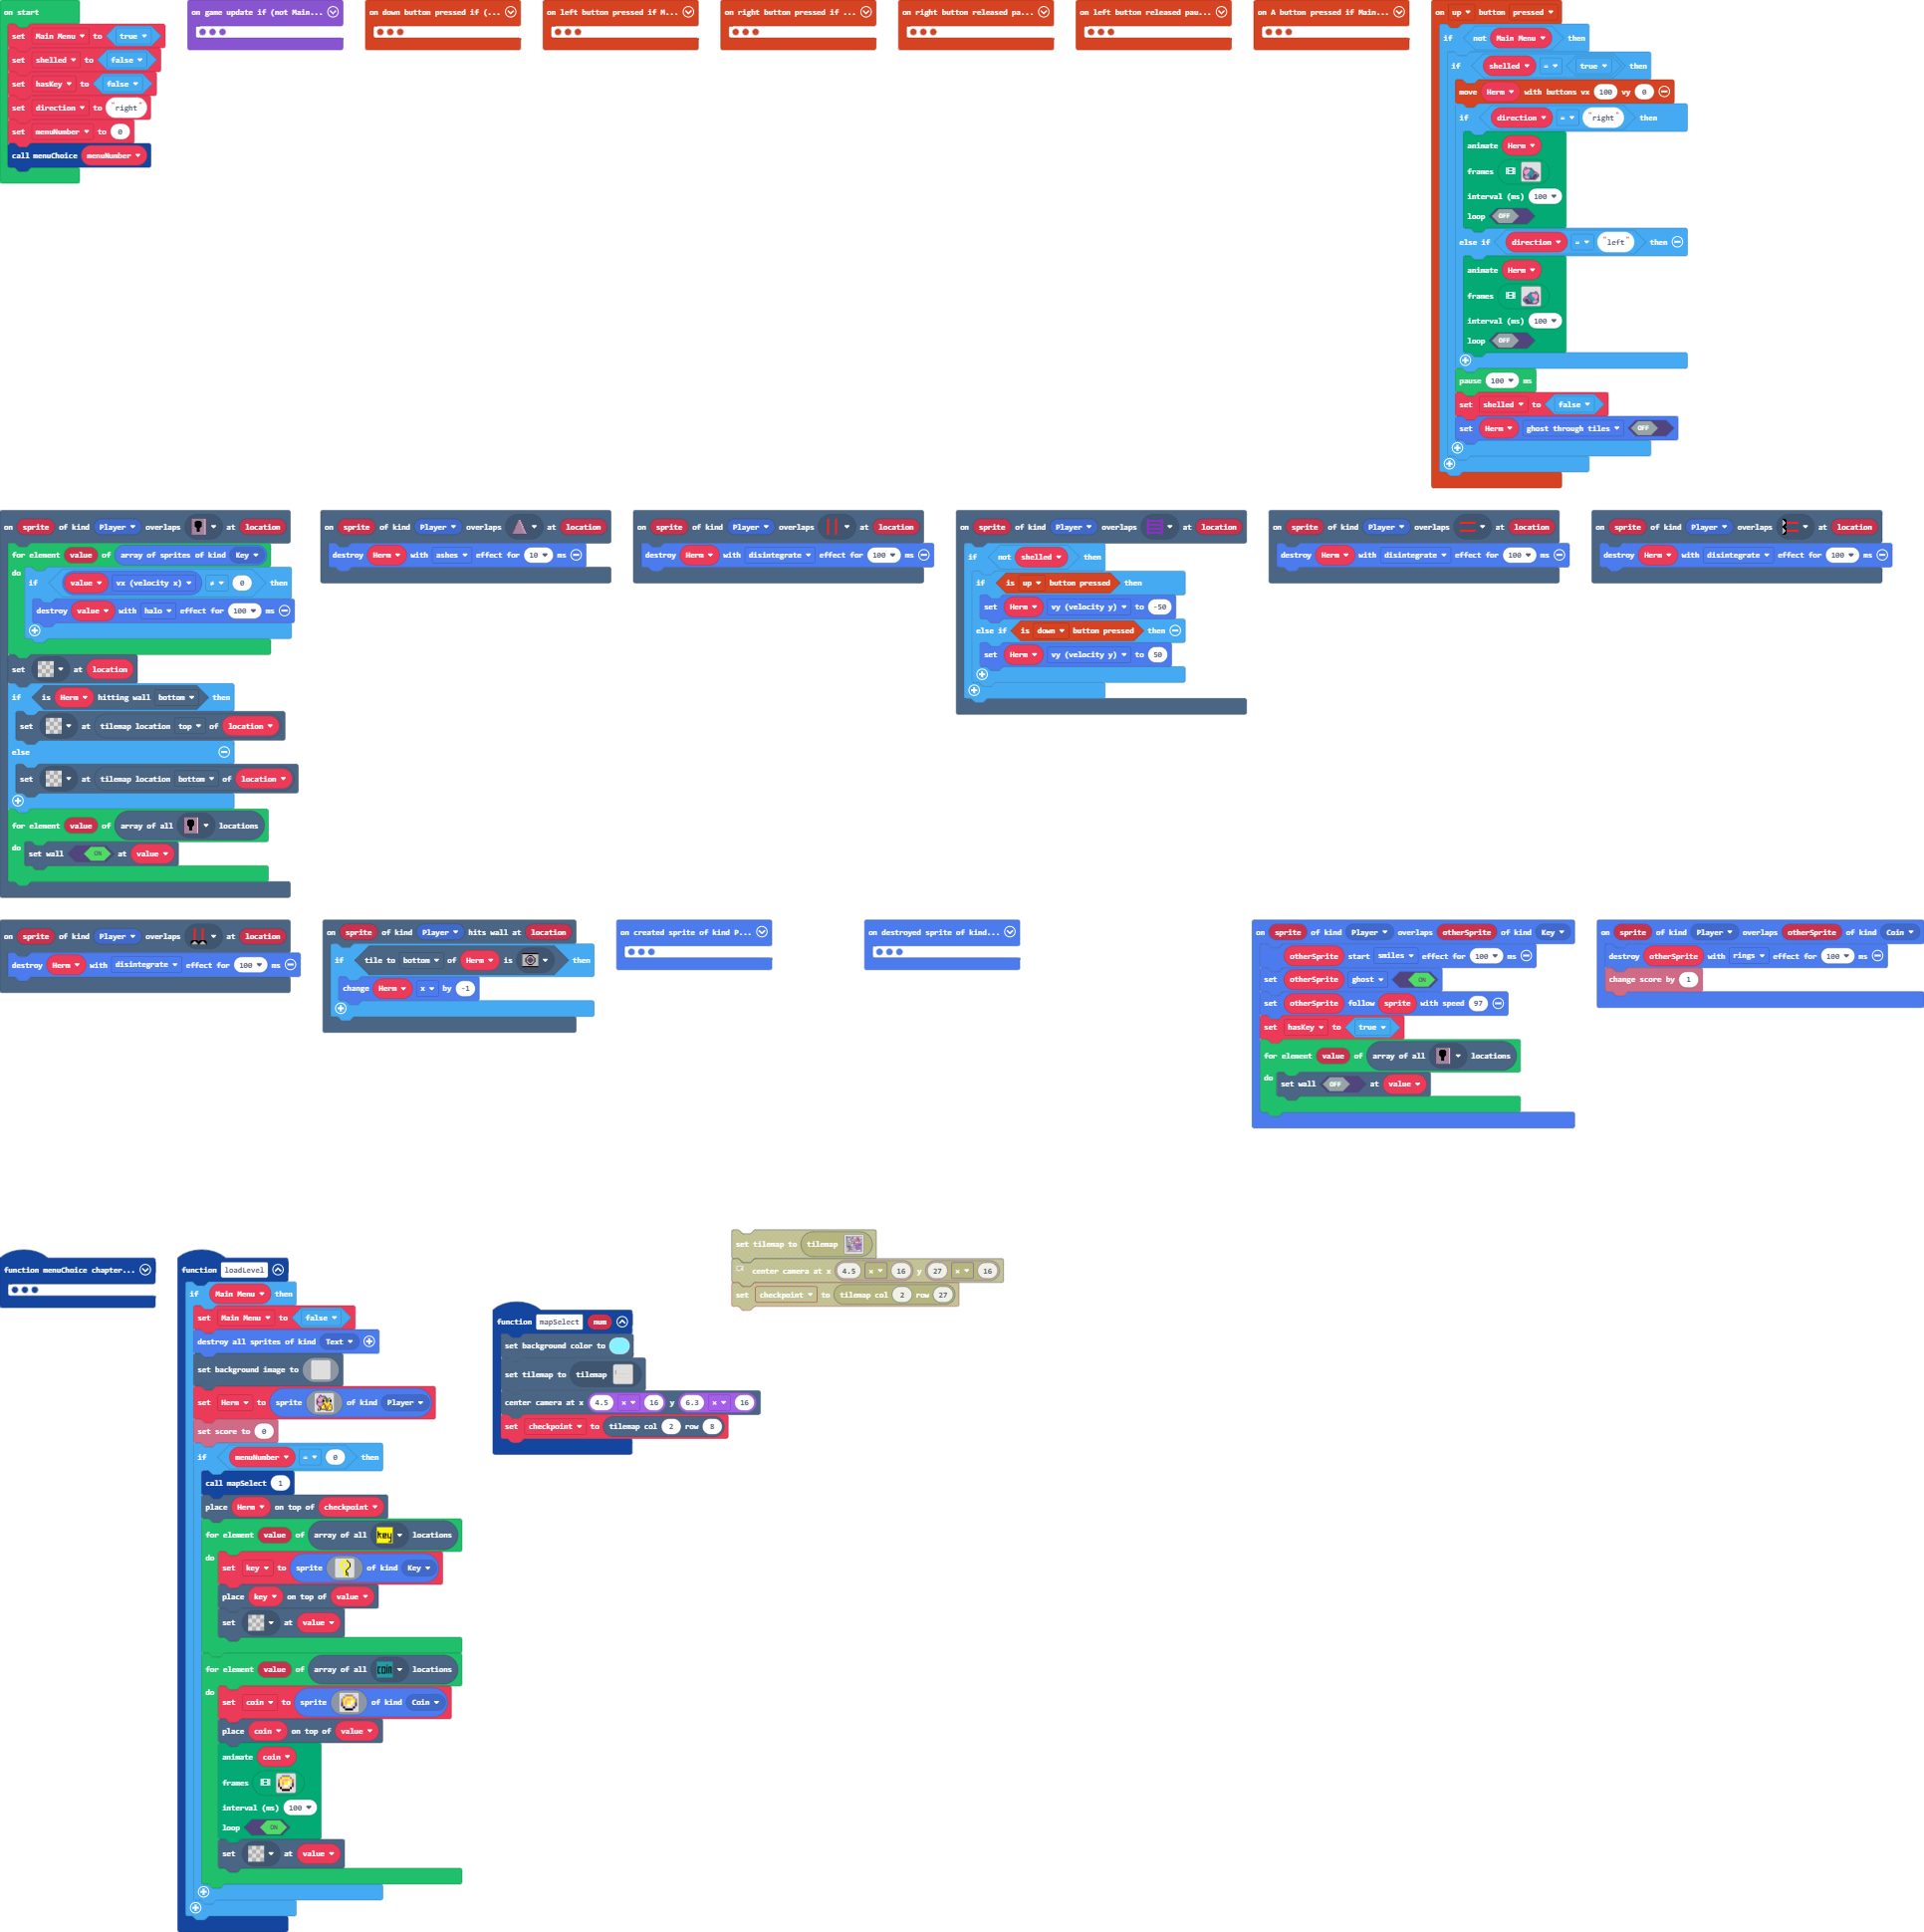 on start
set Main Menu to true
set shelled to false
set hasKey to false
set direction to "right"
set menuNumber to 0
call menuChoice menuNumber
on game update if (not Main...
on down button pressed if (...
on left button pressed if M...
on right button pressed if ...
on right button released pa...
on left button released pau...
on A button pressed if Main...
on up button pressed
if not Main Menu then
if shelled = true then
move Herm with buttons vx 100 vy 0
if direction = "right" then
animate Herm
frames
interval (ms) 100
loop OFF
else if direction = "left" then
animate Herm
frames
interval (ms) 100
loop OFF
pause 100 ms
set shelled to false
set Herm ghost through tiles OFF
on sprite of kind Player overlaps at location
for element value of array of sprites of kind Key
do
if value vx (velocity x) ≠ 0 then
destroy value with halo effect for 100 ms
set at location
if is Herm hitting wall bottom then
set at tilemap location top of location
else
set at tilemap location bottom of location
for element value of array of all locations
do
set wall ON at value
on sprite of kind Player overlaps at location
destroy Herm with ashes effect for 10 ms
on sprite of kind Player overlaps at location
destroy Herm with disintegrate effect for 100 ms
on sprite of kind Player overlaps at location
if not shelled then
if is up button pressed then
set Herm vy (velocity y) to -50
else if is down button pressed then
set Herm vy (velocity y) to 50
on sprite of kind Player overlaps at location
destroy Herm with disintegrate effect for 100 ms
on sprite of kind Player overlaps at location
destroy Herm with disintegrate effect for 100 ms
on sprite of kind Player overlaps at location
destroy Herm with disintegrate effect for 100 ms
on sprite of kind Player hits wall at location
if tile to bottom of Herm is then
change Herm x by -1
on created sprite of kind P...
on destroyed sprite of kind...
on sprite of kind Player overlaps otherSprite of kind Key
otherSprite start smiles effect for 100 ms
set otherSprite ghost ON
set otherSprite follow sprite with speed 97
set hasKey to true
for element value of array of all locations
do
set wall OFF at value
on sprite of kind Player overlaps otherSprite of kind Coin
destroy otherSprite with rings effect for 100 ms
change score by 1
function menuChoice chapter...
function loadLevel
if Main Menu then
set Main Menu to false
destroy all sprites of kind Text
set background image to
set Herm to sprite of kind Player
set score to 0
if menuNumber = 0 then
call mapSelect 1
place Herm on top of checkpoint
for element value of array of all key locations
do
set key to sprite of kind Key
place key on top of value
set at value
for element value of array of all coin locations
do
set coin to sprite of kind Coin
place coin on top of value
animate coin
frames
interval (ms) 100
loop ON
set at value
function mapSelect num
set background color to
set tilemap to tilemap
center camera at x 4.5 × 16 y 6.3 × 16
set checkpoint to tilemap col 2 row 8
set tilemap to tilemap
center camera at x 4.5 × 16 y 27 × 16
set checkpoint to tilemap col 2 row 27